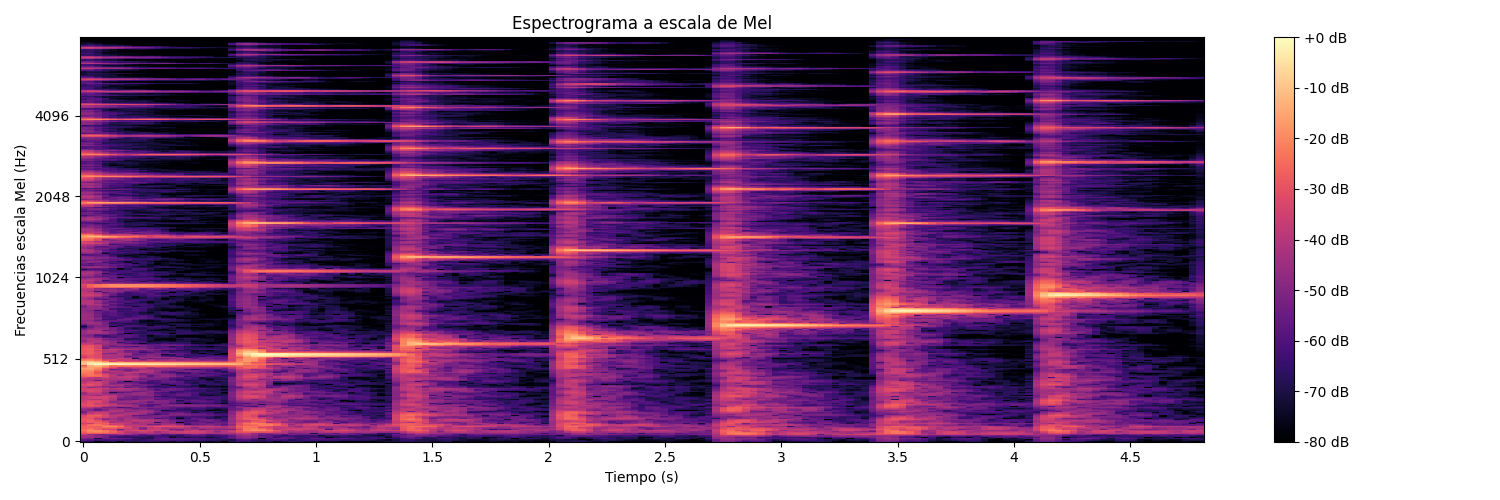 Espectrograma a escala de Mel
Frecuencias escala Mel (Hz)
4096
2048
1024
512
0
0
0.5
1
1.5
2
2.5
3
3.5
4
4.5
Tiempo (s)
+0 dB
-10 dB
-20 dB
-30 dB
-40 dB
-50 dB
-60 dB
-70 dB
-80 dB